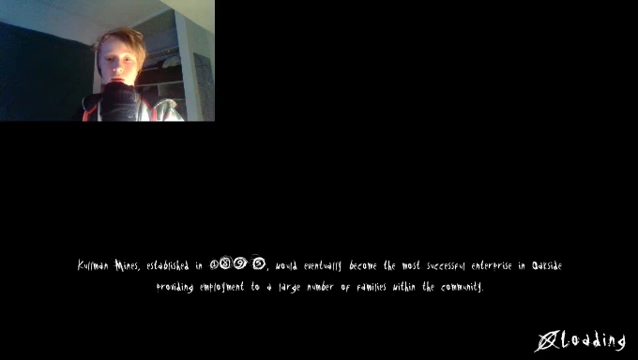 Kullman Mines, established in 1895, would eventually become the most successful enterprise in Oakside
providing employment to a large number of families within the community.
Loading